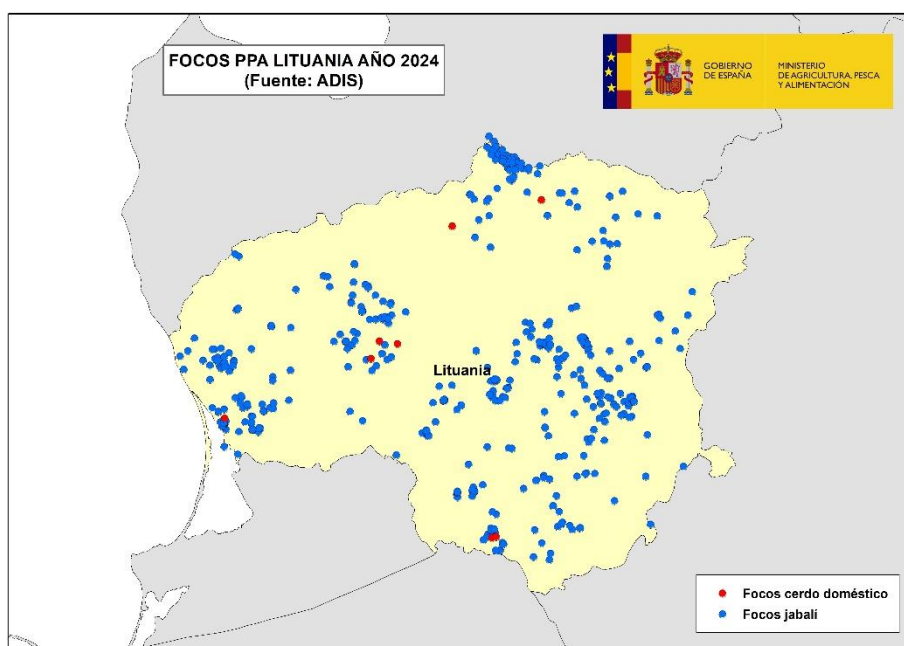 FOCOS PPA LITUANIA AÑO 2024
(Fuente: ADIS)
GOBIERNO
DE ESPAÑA
MINISTERIO
DE AGRICULTURA, PESCA
Y ALIMENTACIÓN
Lituania
Focos cerdo doméstico
Focos jabalí